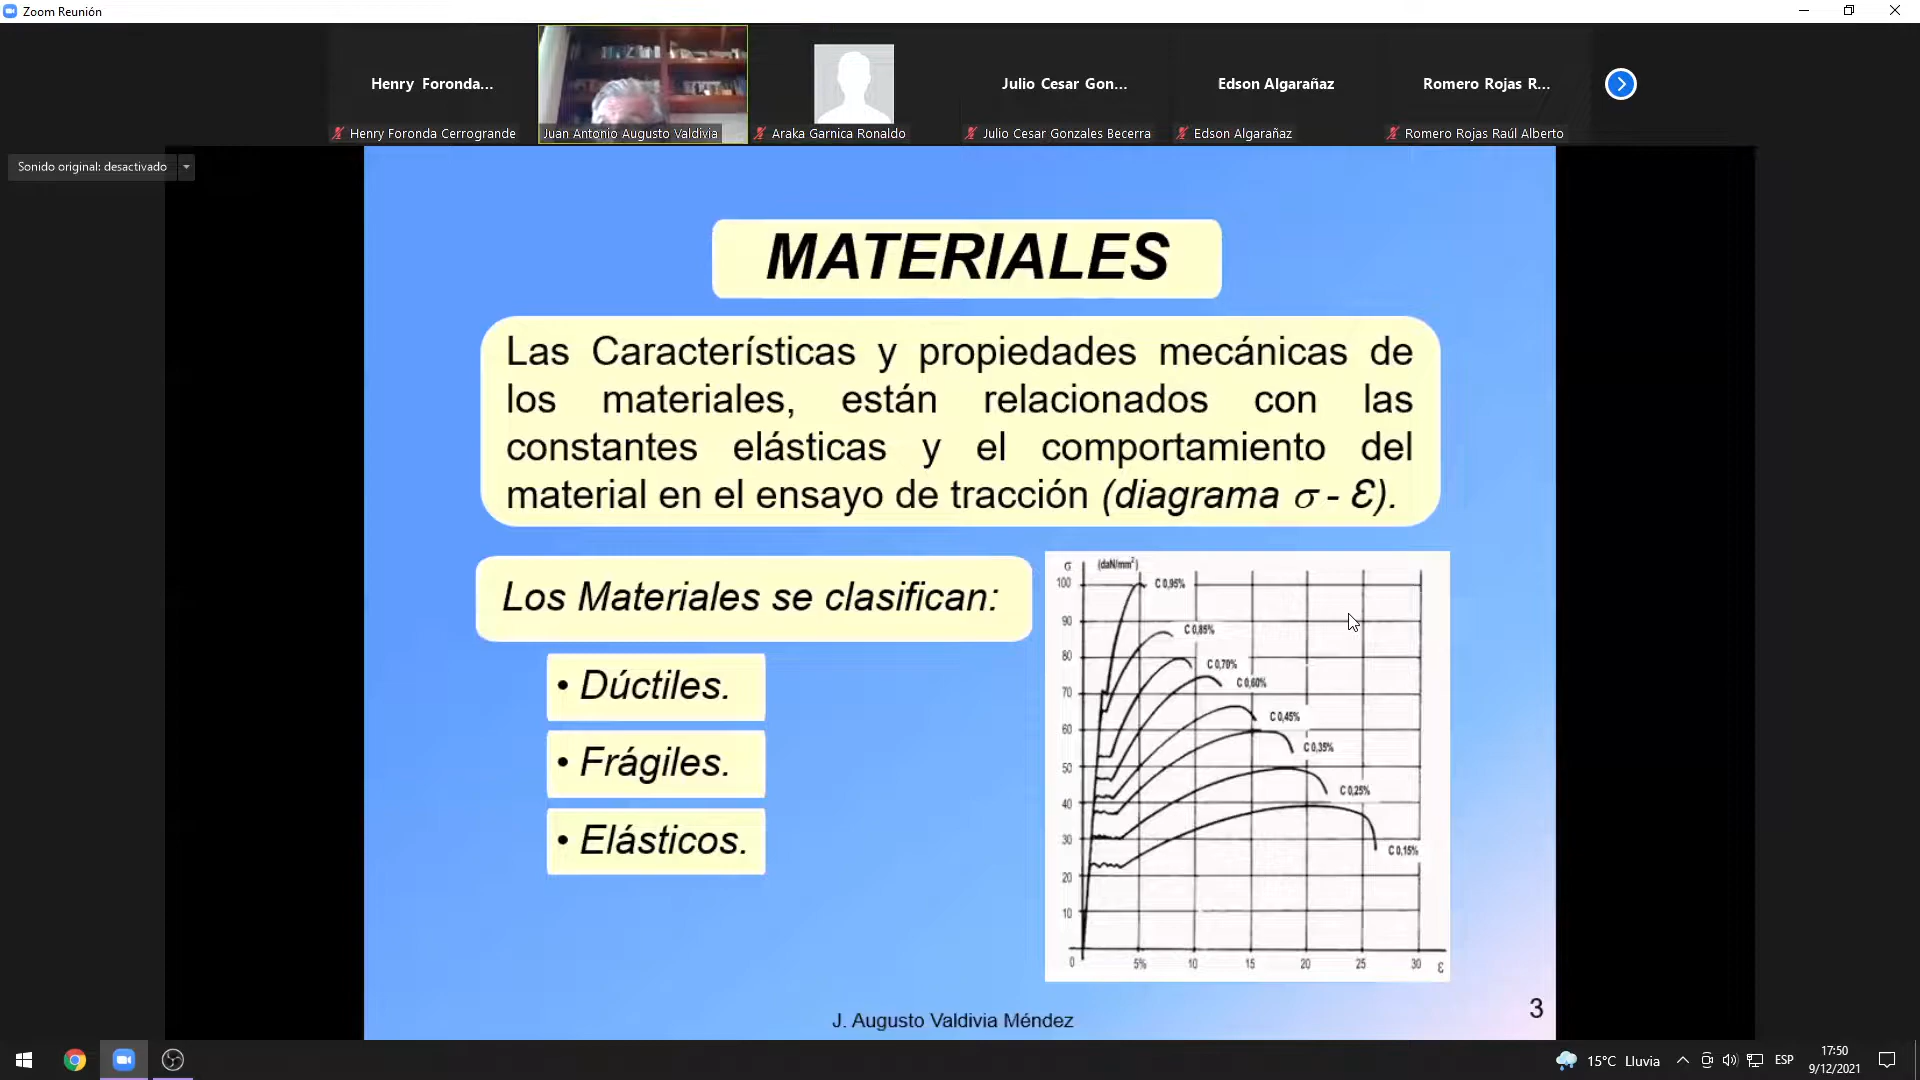 Zoom Reunión
Henry Foronda...
Julio Cesar Gon...
Edson Algarañaz
Romero Rojas R...
Henry Foronda Cerrogrande
Juan Antonio Augusto Valdivia
Araka Garnica Ronaldo
Julio Cesar Gonzales Becerra
Edson Algarañaz
Romero Rojas Raúl Alberto
Sonido original: desactivado
MATERIALES
Las Características y propiedades mecánicas de
los materiales, están relacionados con las
constantes elásticas y el comportamiento del
material en el ensayo de tracción (diagrama σ - Ɛ).
Los Materiales se clasifican:
• Dúctiles.
• Frágiles.
• Elásticos.
σ (daN/mm²)
100
90
80
70
60
50
40
30
20
10
C 0,95%
C 0,85%
C 0,70%
C 0,60%
C 0,45%
C 0,35%
C 0,25%
C 0,15%
0 5% 10 15 20 25 30 ε
J. Augusto Valdivia Méndez
3
15°C Lluvia
ESP
17:50
9/12/2021